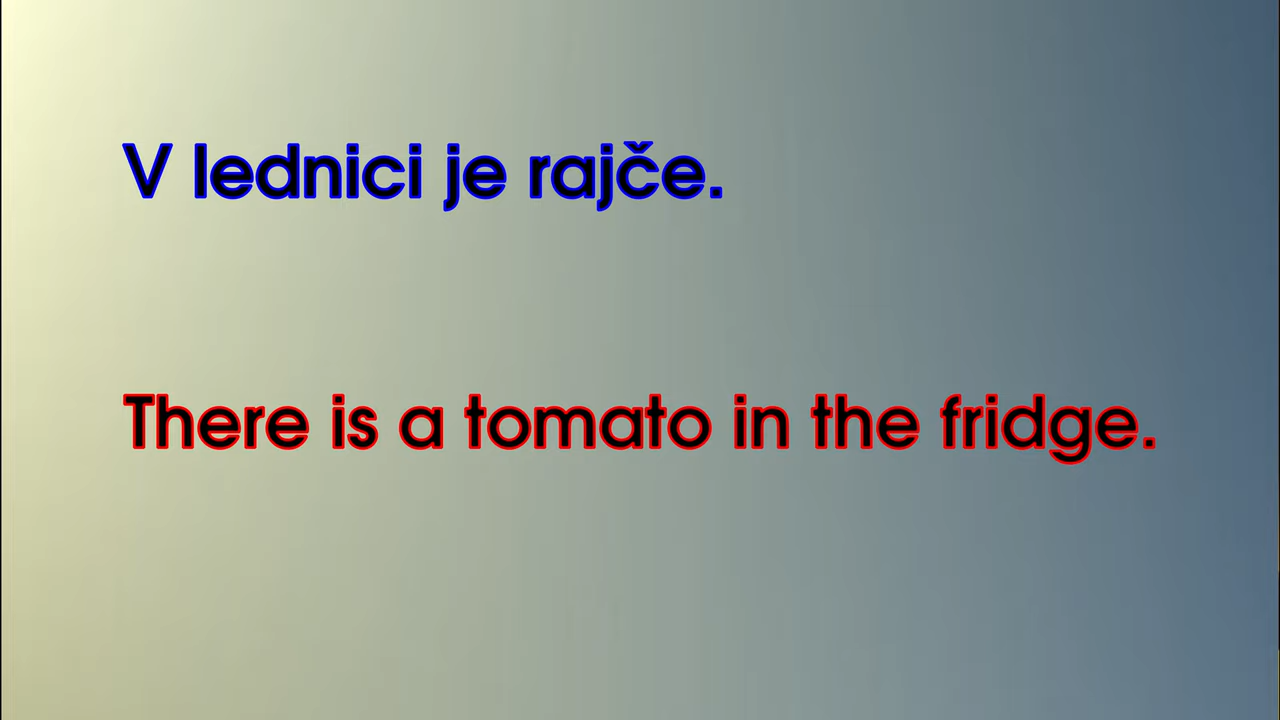 V lednici je rajče.
There is a tomato in the fridge.